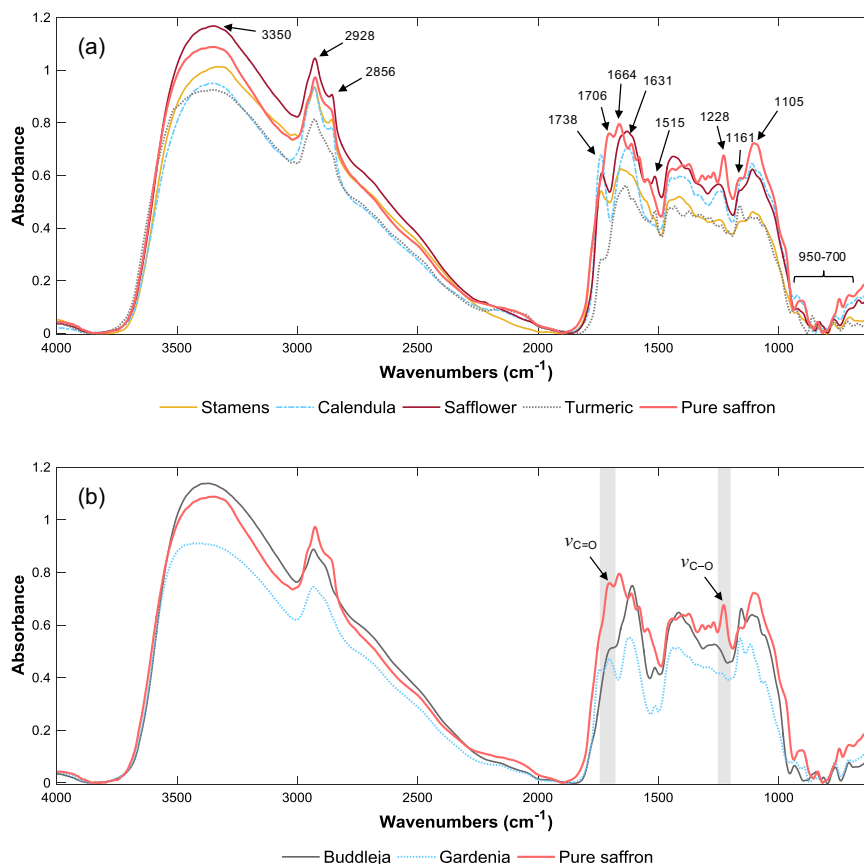 (a)
3350
2928
2856
1738
1706
1664
1631
1515
1228
1161
1105
950-700
Absorbance
1.2
1
0.8
0.6
0.4
0.2
0
4000 3500 3000 2500 2000 1500 1000
Wavenumbers (cm⁻¹)
Stamens Calendula Safflower Turmeric Pure saffron
(b)
νC=O
νC–O
Absorbance
1.2
1
0.8
0.6
0.4
0.2
0
4000 3500 3000 2500 2000 1500 1000
Wavenumbers (cm⁻¹)
Buddleja Gardenia Pure saffron